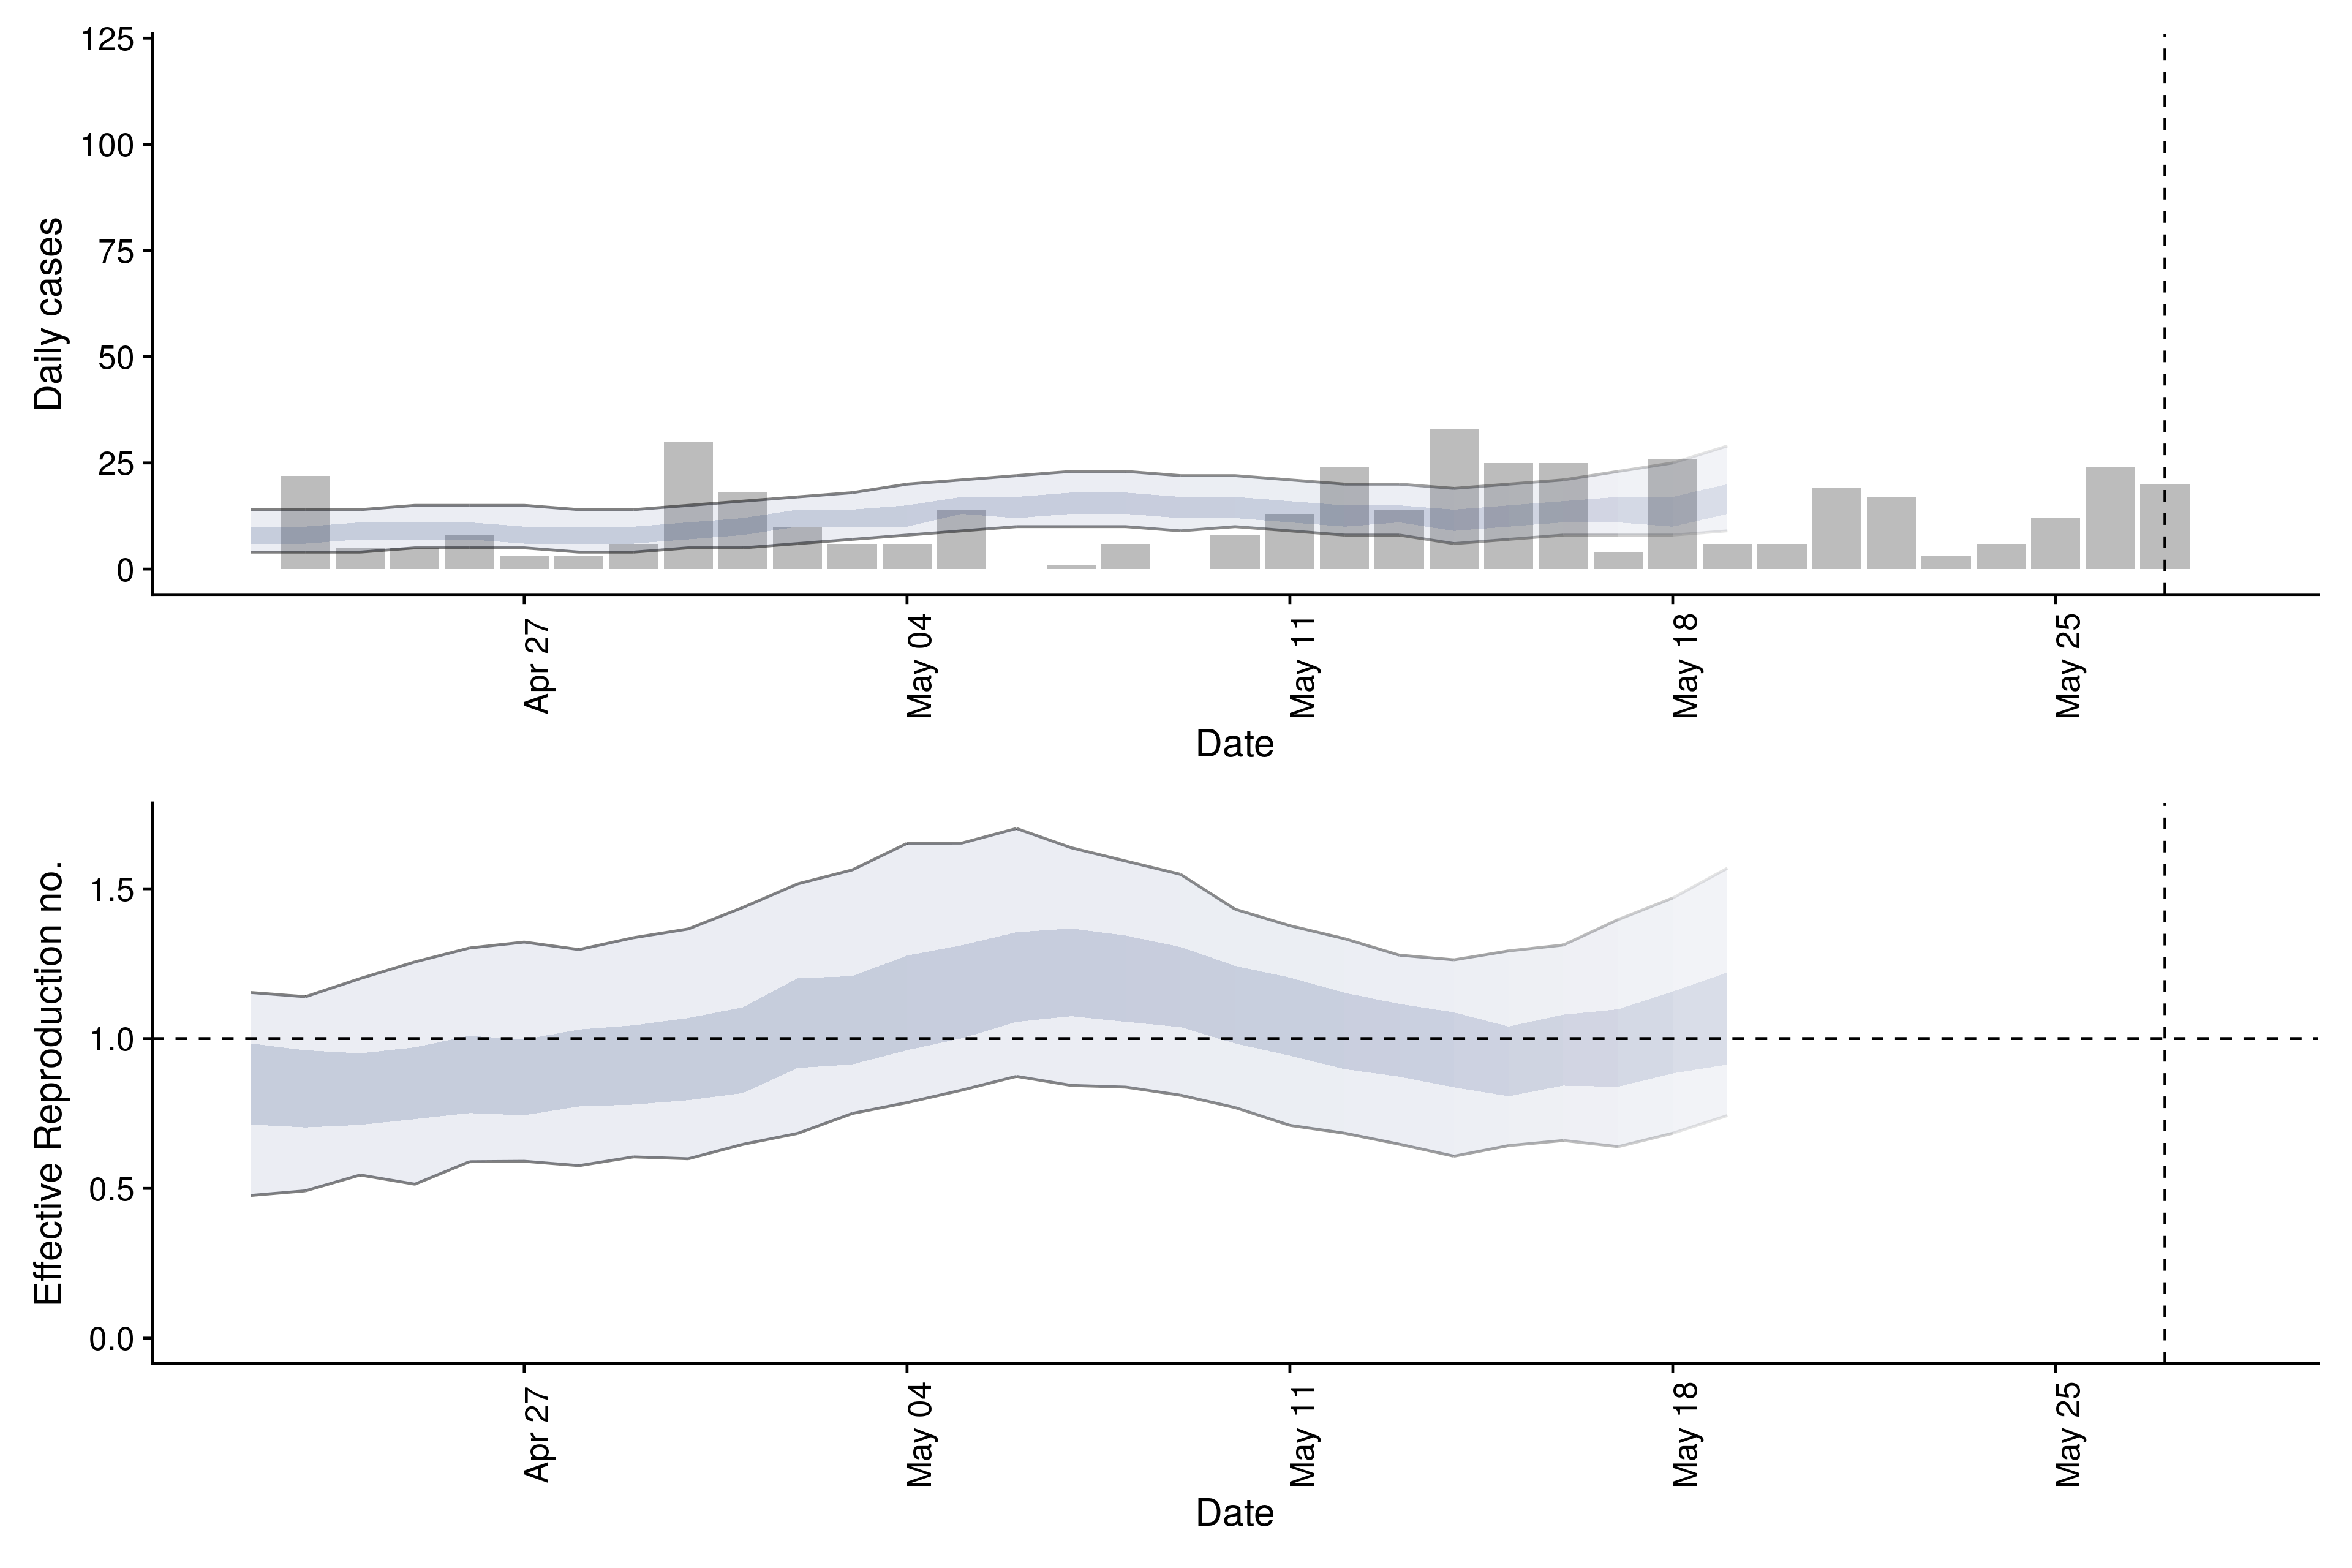 125
100
75
50
25
0
Daily cases
Apr 27
May 04
May 11
May 18
May 25
Date
1.5
1.0
0.5
0.0
Effective Reproduction no.
Apr 27
May 04
May 11
May 18
May 25
Date